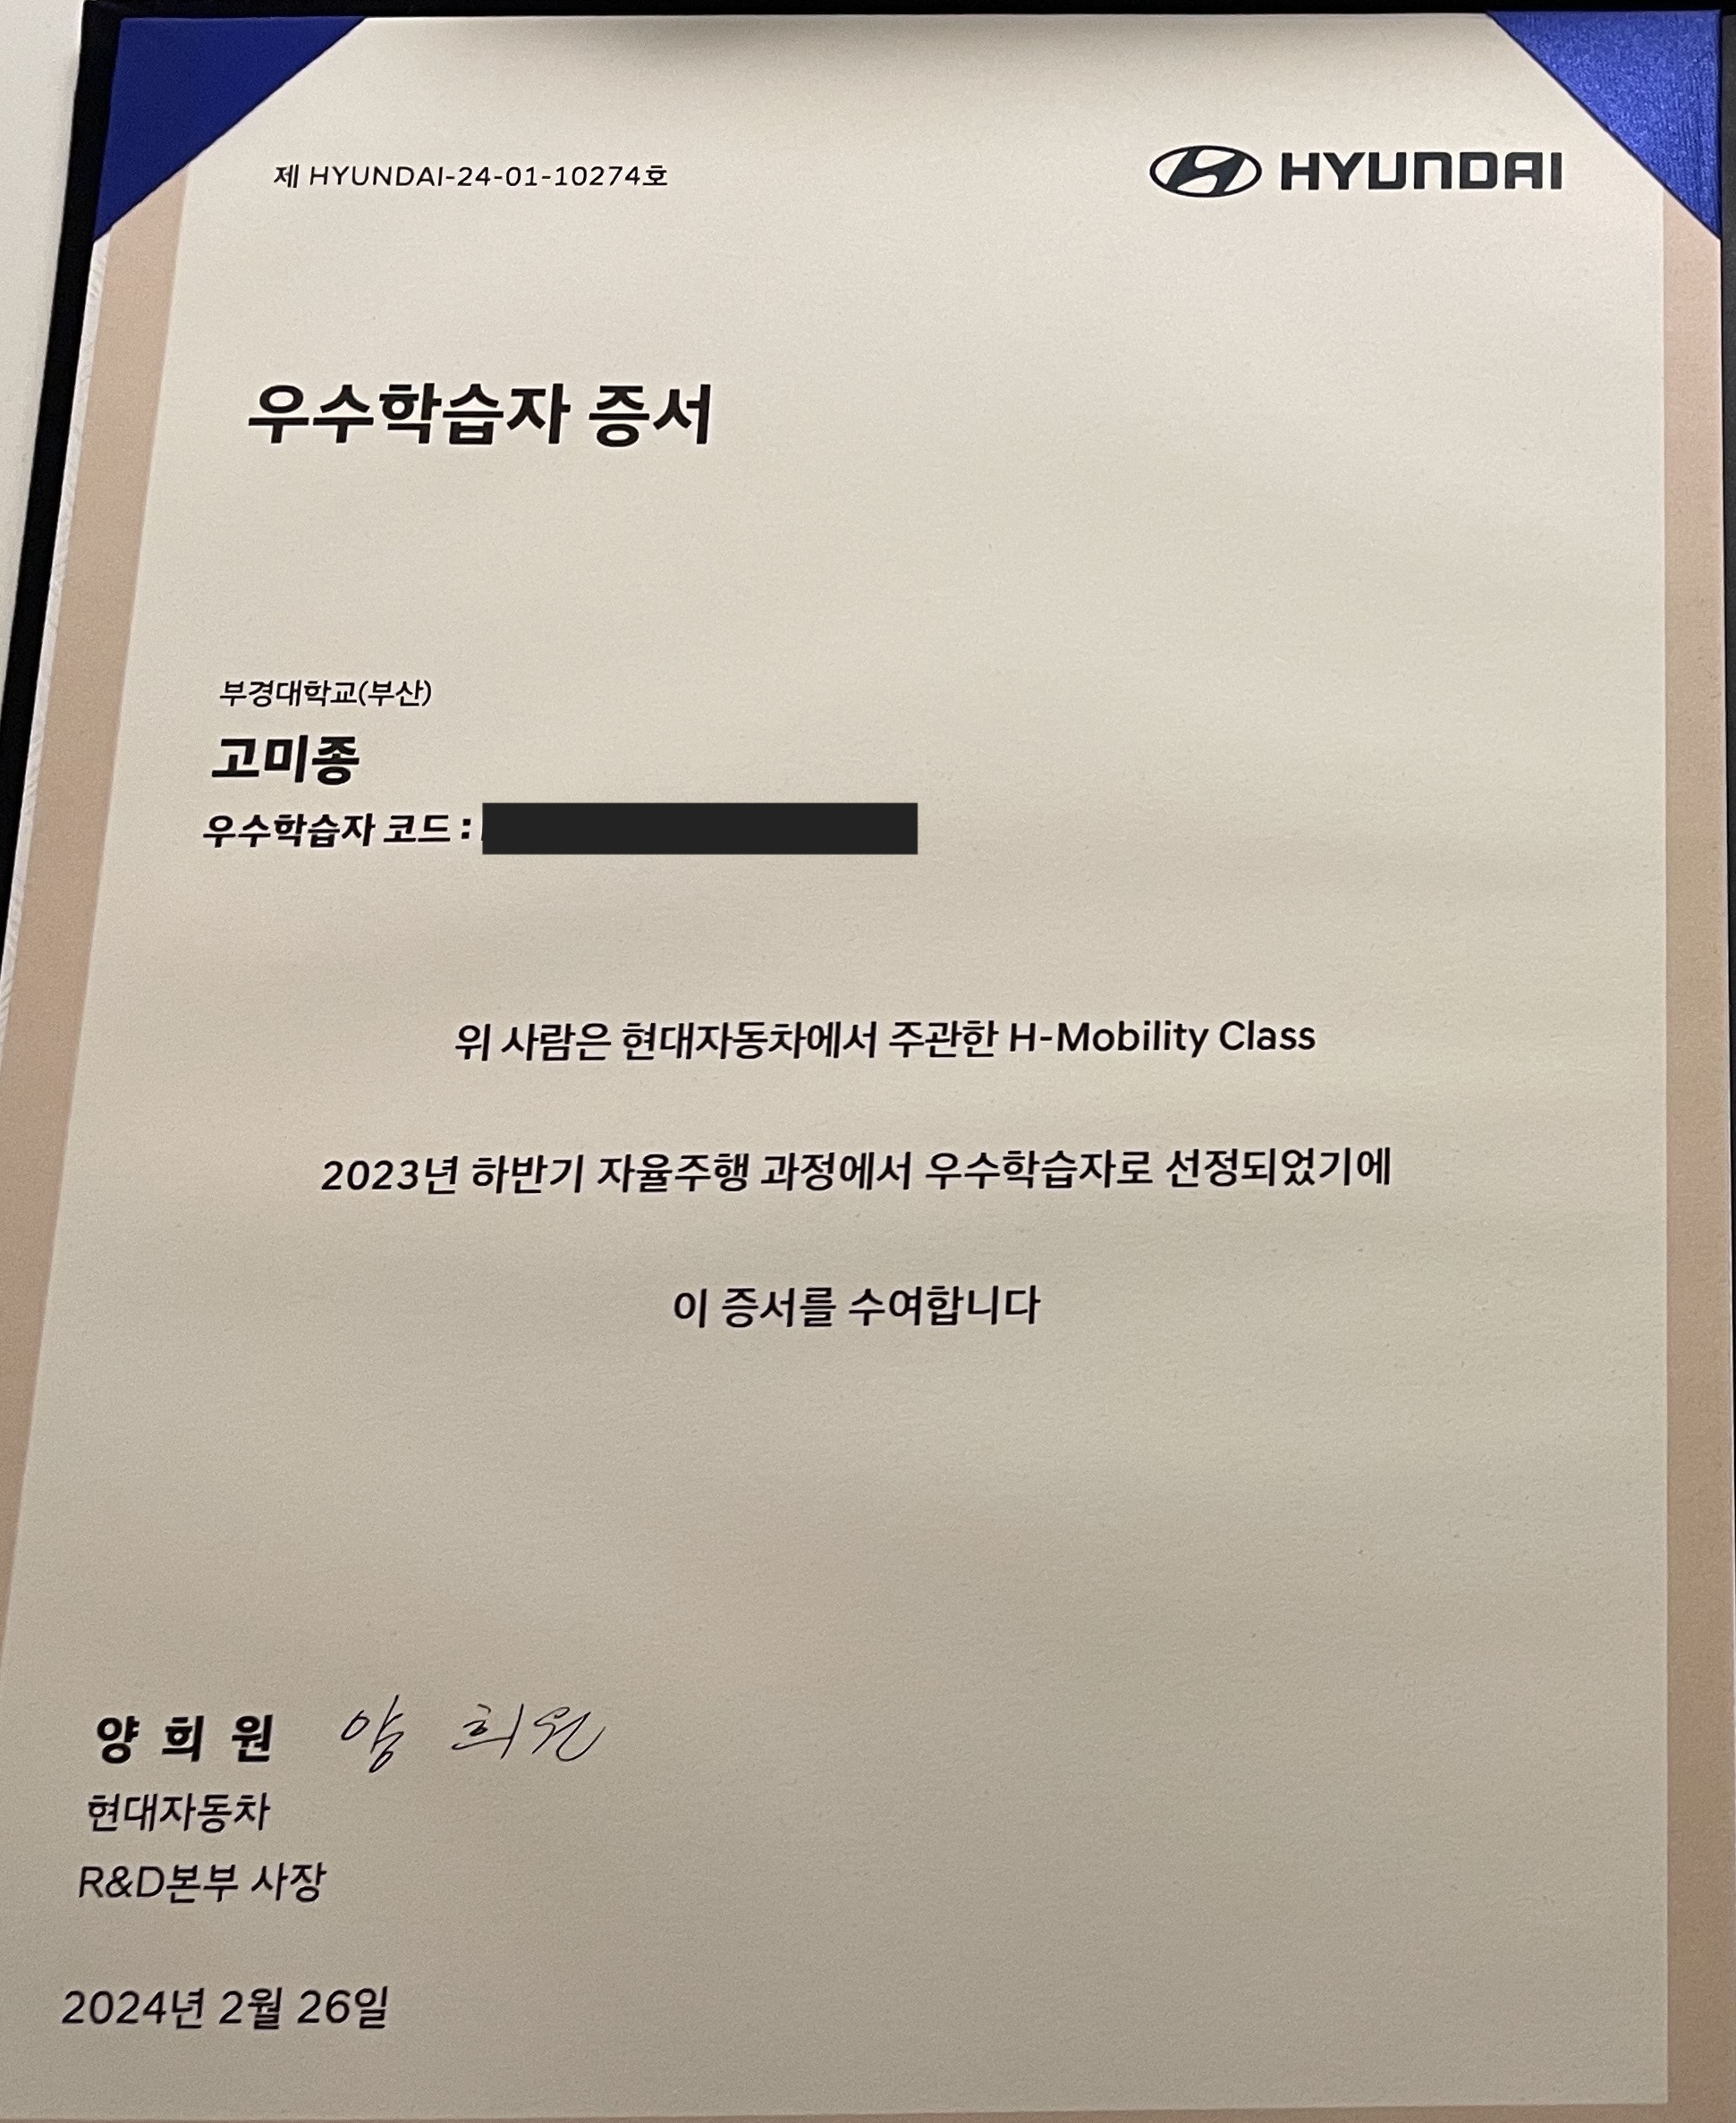 제 HYUNDAI-24-01-10274호
HYUNDAI
우수학습자 증서
부경대학교(부산)
고미종
우수학습자 코드 :
위 사람은 현대자동차에서 주관한 H-Mobility Class
2023년 하반기 자율주행 과정에서 우수학습자로 선정되었기에
이 증서를 수여합니다
양 희 원 양 희원
현대자동차
R&D본부 사장
2024년 2월 26일